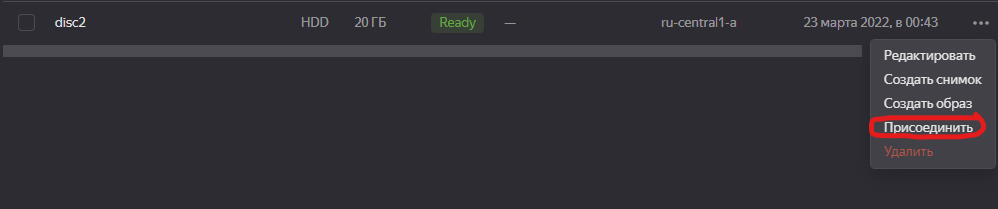 disc2 HDD 20 ГБ Ready — ru-central1-a 23 марта 2022, в 00:43
Редактировать
Создать снимок
Создать образ
Присоединить
Удалить